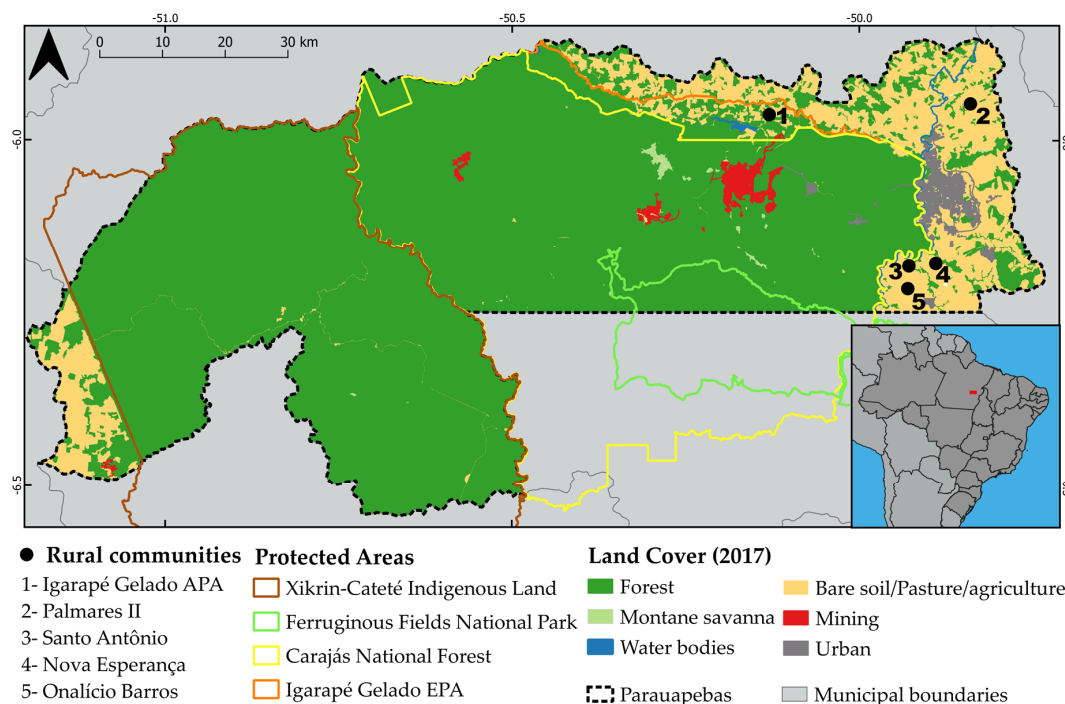 -51.0
-50.5
-50.0
0 10 20 30 km
-6.0
-6.5
1
2
3
4
5
Rural communities
1- Igarapé Gelado APA
2- Palmares II
3- Santo Antônio
4- Nova Esperança
5- Onalício Barros
Protected Areas
Xikrin-Cateté Indigenous Land
Ferruginous Fields National Park
Carajás National Forest
Igarapé Gelado EPA
Land Cover (2017)
Forest
Montane savanna
Water bodies
Bare soil/Pasture/agriculture
Mining
Urban
Parauapebas
Municipal boundaries